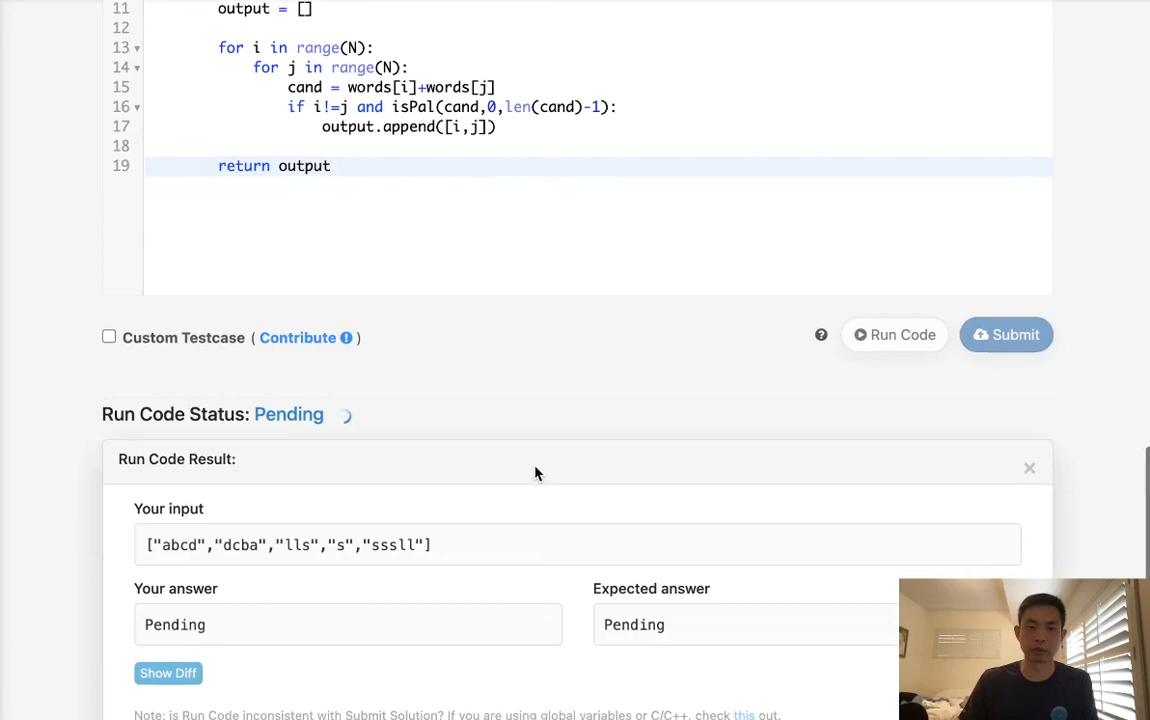 11 output = []
12
13 for i in range(N):
14 for j in range(N):
15 cand = words[i]+words[j]
16 if i!=j and isPal(cand,0,len(cand)-1):
17 output.append([i,j])
18
19 return output
Custom Testcase ( Contribute )
? Run Code Submit
Run Code Status: Pending
Run Code Result: ×
Your input
["abcd","dcba","lls","s","sssll"]
Your answer Expected answer
Pending Pending
Show Diff
Note: is Run Code inconsistent with Submit Solution? If you are using global variables or C/C++, check this out.